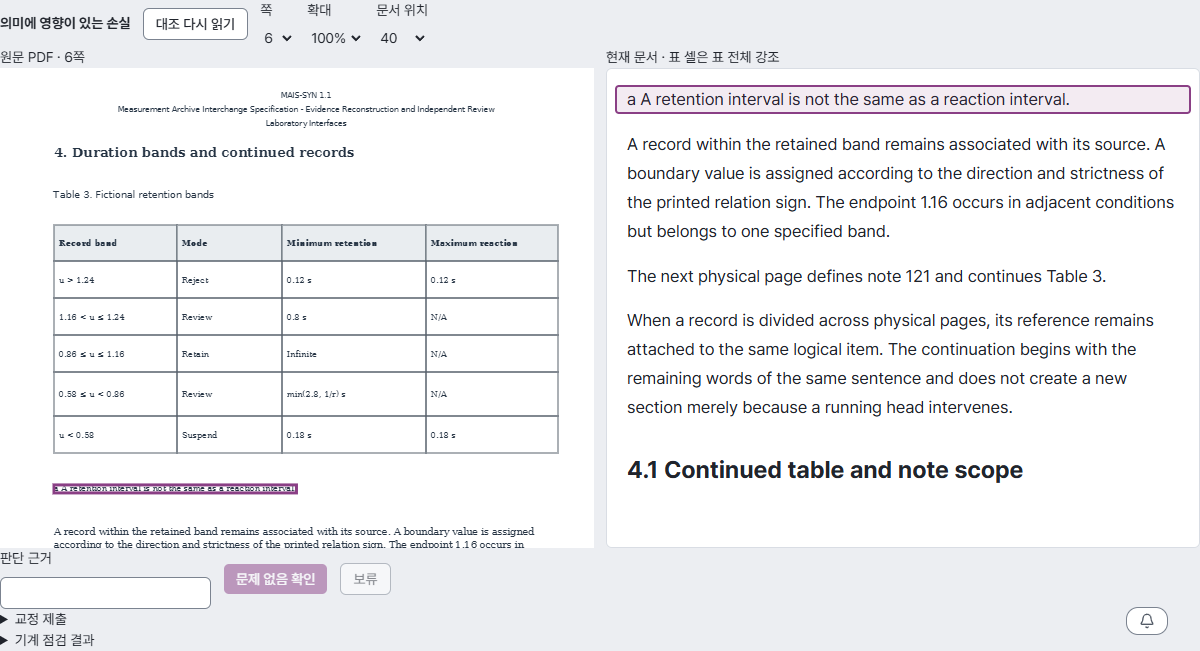 의미에 영향이 있는 손실
대조 다시 읽기
쪽
확대
문서 위치
6
100%
40
원문 PDF · 6쪽
현재 문서 · 표 셀은 표 전체 강조
MAIS-SYN 1.1
Measurement Archive Interchange Specification - Evidence Reconstruction and Independent Review
Laboratory Interfaces
4. Duration bands and continued records
Table 3. Fictional retention bands
Record band Mode Minimum retention Maximum reaction
u > 1.24 Reject 0.12 s 0.12 s
1.16 < u ≤ 1.24 Review 0.8 s N/A
0.86 ≤ u ≤ 1.16 Retain Infinite N/A
0.58 ≤ u < 0.86 Review min(2.8, 1/r) s N/A
u < 0.58 Suspend 0.18 s 0.18 s
a A retention interval is not the same as a reaction interval.
A record within the retained band remains associated with its source. A boundary value is assigned
according to the direction and strictness of the printed relation sign. The endpoint 1.16 occurs in
a A retention interval is not the same as a reaction interval.
A record within the retained band remains associated with its source. A
boundary value is assigned according to the direction and strictness of
the printed relation sign. The endpoint 1.16 occurs in adjacent conditions
but belongs to one specified band.
The next physical page defines note 121 and continues Table 3.
When a record is divided across physical pages, its reference remains
attached to the same logical item. The continuation begins with the
remaining words of the same sentence and does not create a new
section merely because a running head intervenes.
4.1 Continued table and note scope
판단 근거
문제 없음 확인
보류
교정 제출
기계 점검 결과